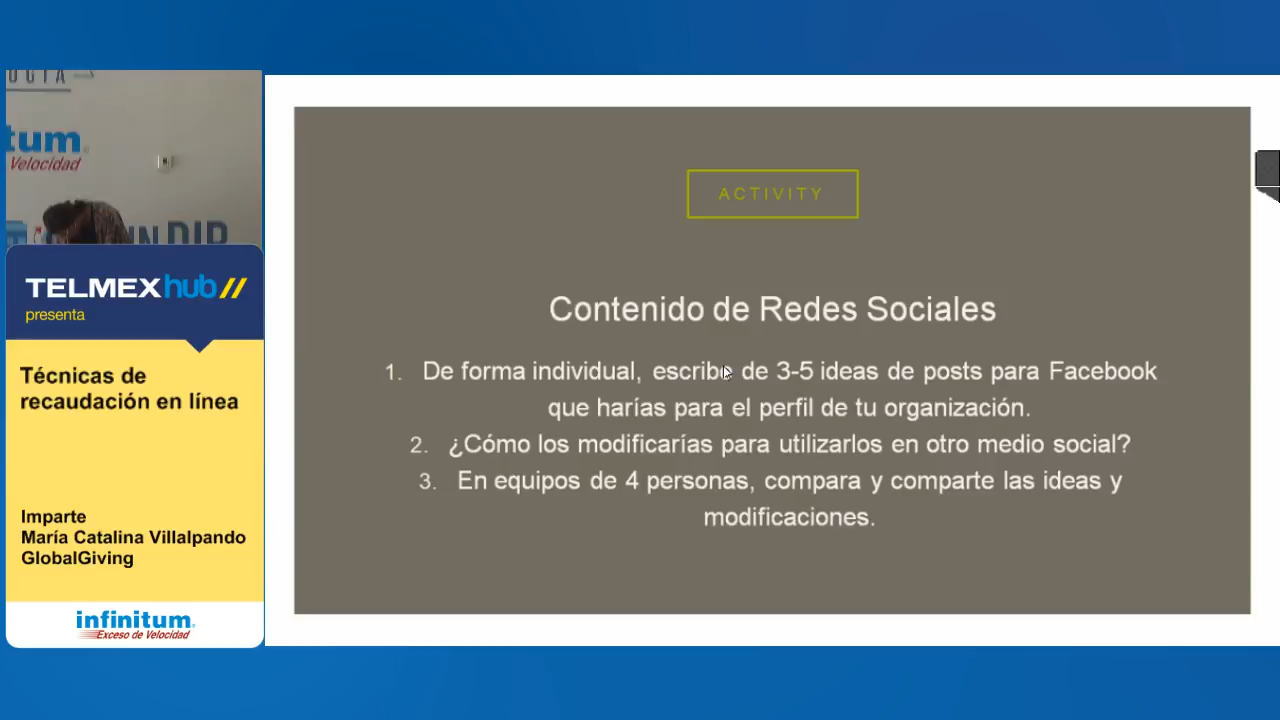 OGÍA
tum
Velocidad
TELMEXhub//
presenta
Técnicas de
recaudación en línea
Imparte
María Catalina Villalpando
GlobalGiving
infinitum
Exceso de Velocidad
ACTIVITY
Contenido de Redes Sociales
1. De forma individual, escribe de 3-5 ideas de posts para Facebook
que harías para el perfil de tu organización.
2. ¿Cómo los modificarías para utilizarlos en otro medio social?
3. En equipos de 4 personas, compara y comparte las ideas y
modificaciones.